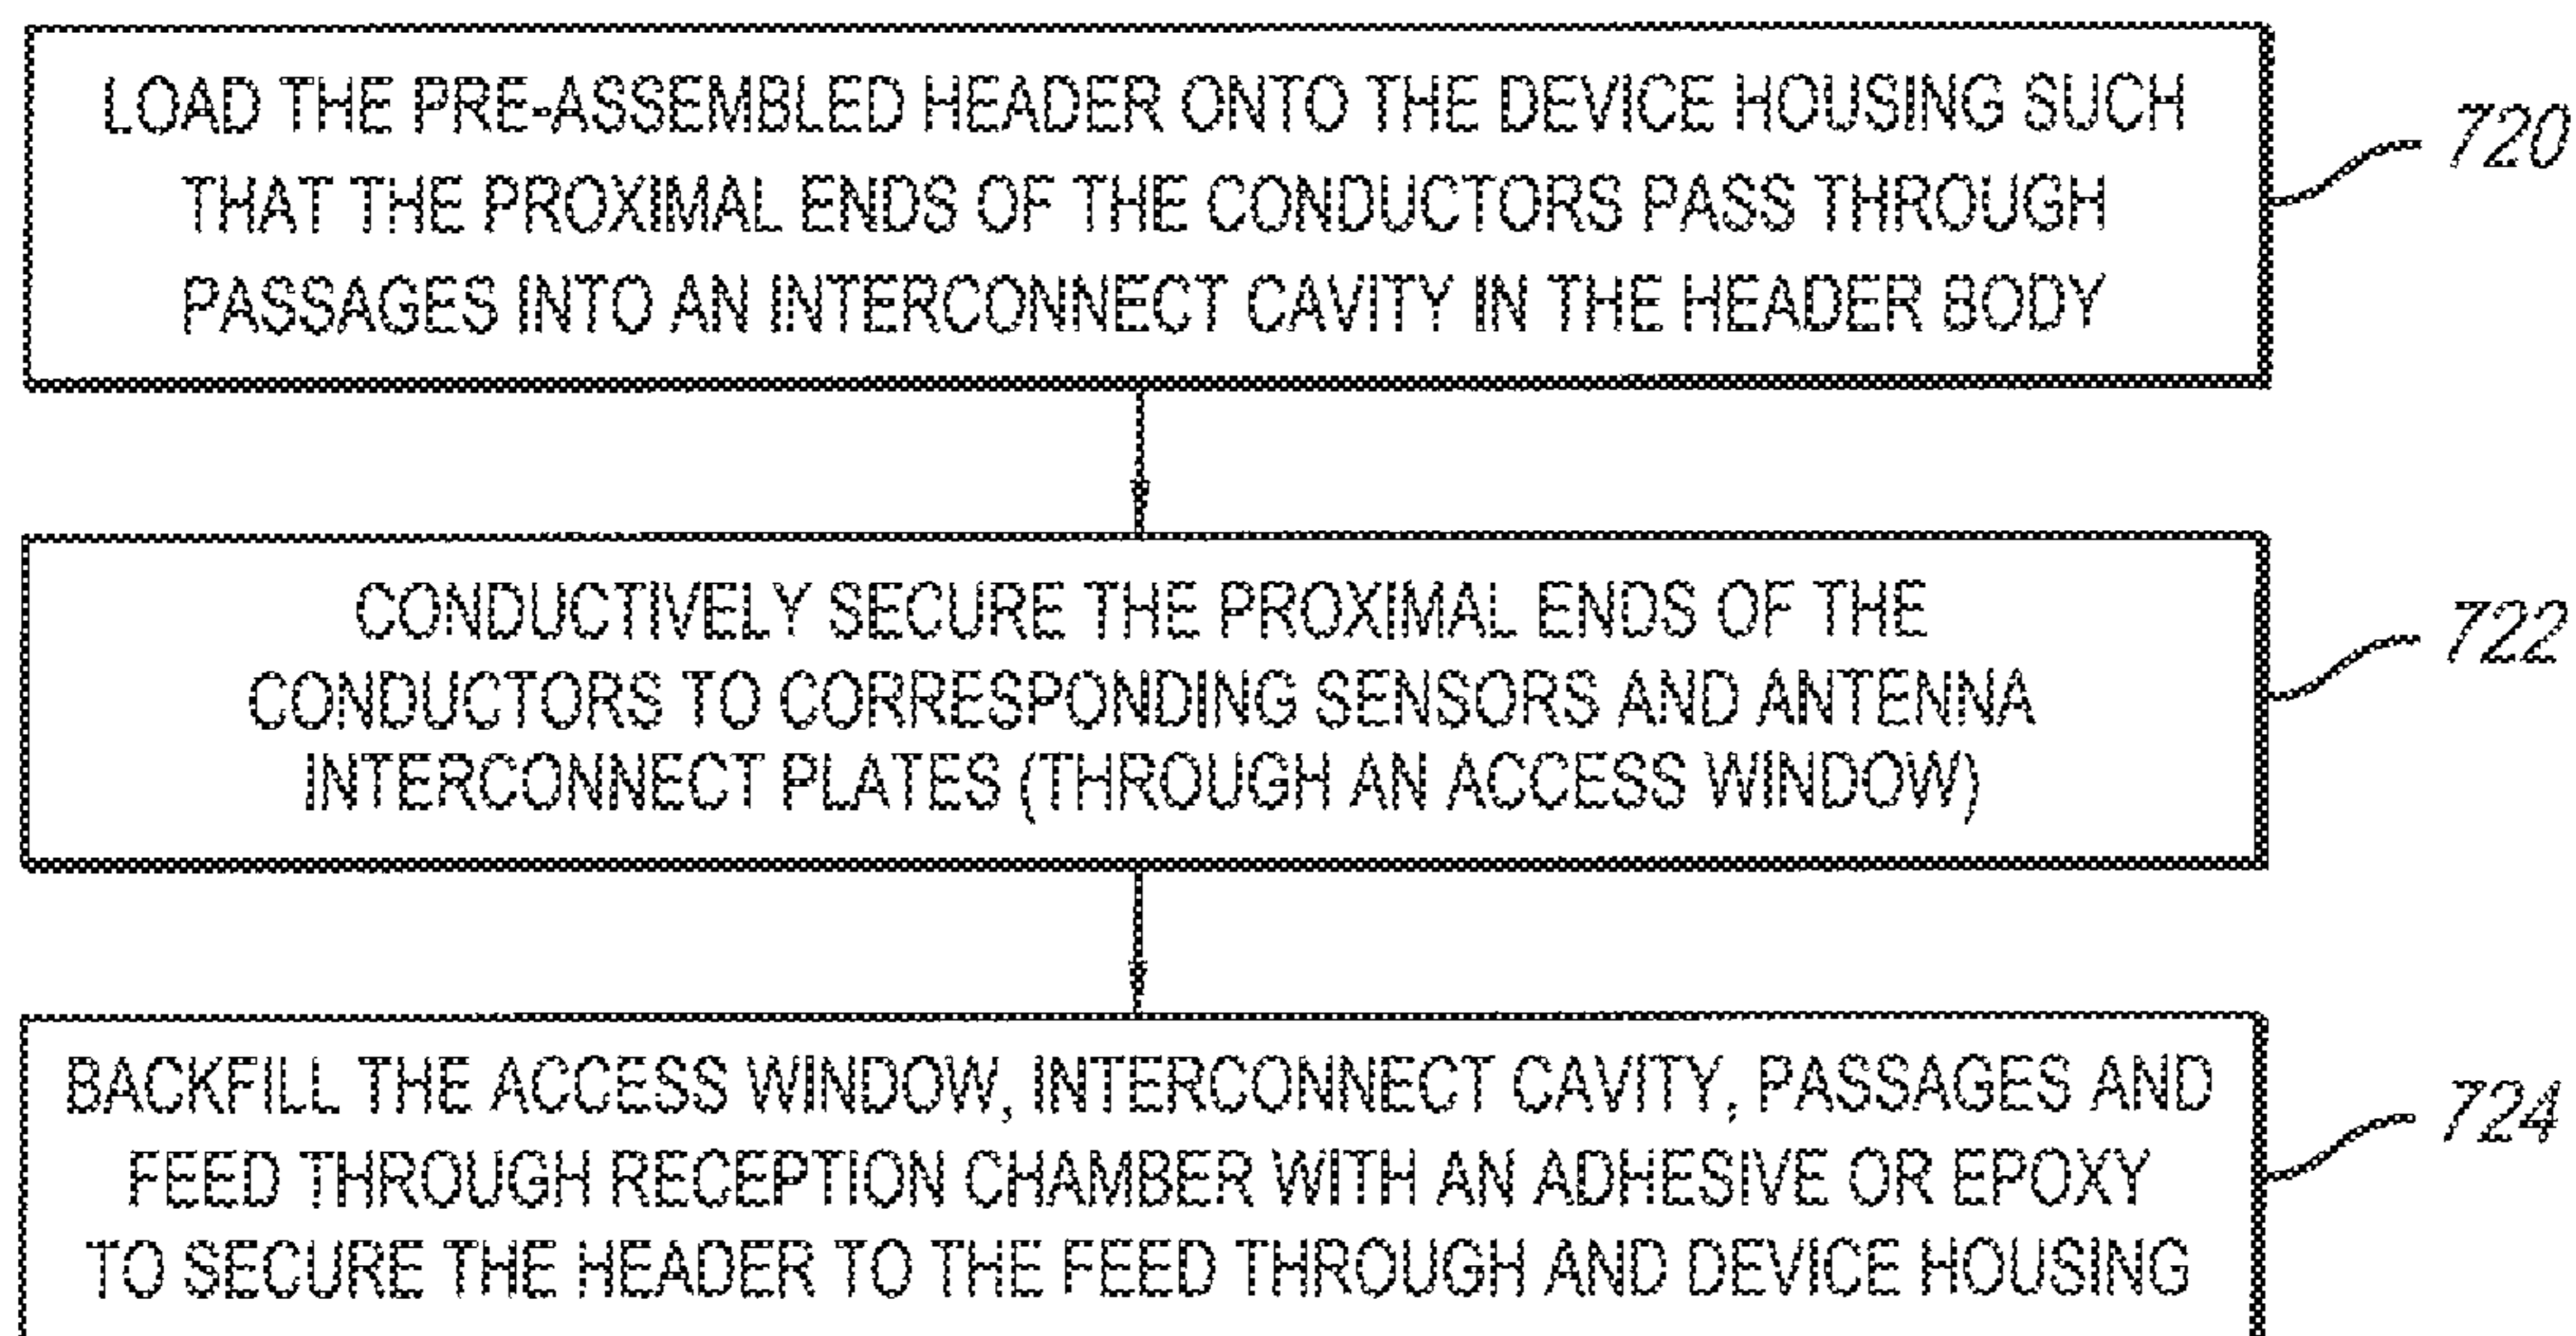 LOAD THE PRE-ASSEMBLED HEADER ONTO THE DEVICE HOUSING SUCH
THAT THE PROXIMAL ENDS OF THE CONDUCTORS PASS THROUGH
PASSAGES INTO AN INTERCONNECT CAVITY IN THE HEADER BODY
720
CONDUCTIVELY SECURE THE PROXIMAL ENDS OF THE
CONDUCTORS TO CORRESPONDING SENSORS AND ANTENNA
INTERCONNECT PLATES (THROUGH AN ACCESS WINDOW)
722
BACKFILL THE ACCESS WINDOW, INTERCONNECT CAVITY, PASSAGES AND
FEED THROUGH RECEPTION CHAMBER WITH AN ADHESIVE OR EPOXY
TO SECURE THE HEADER TO THE FEED THROUGH AND DEVICE HOUSING
724